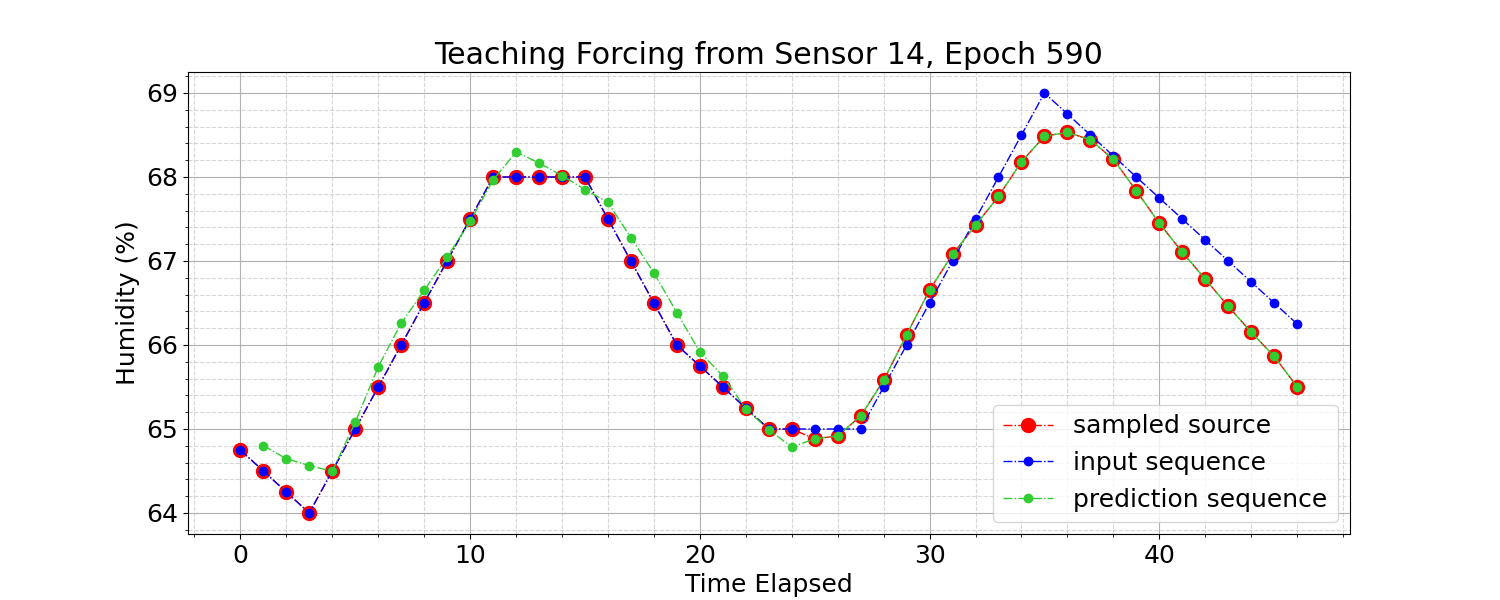 Teaching Forcing from Sensor 14, Epoch 590
69
68
67
66
65
64
Humidity (%)
sampled source
input sequence
prediction sequence
0 10 20 30 40
Time Elapsed